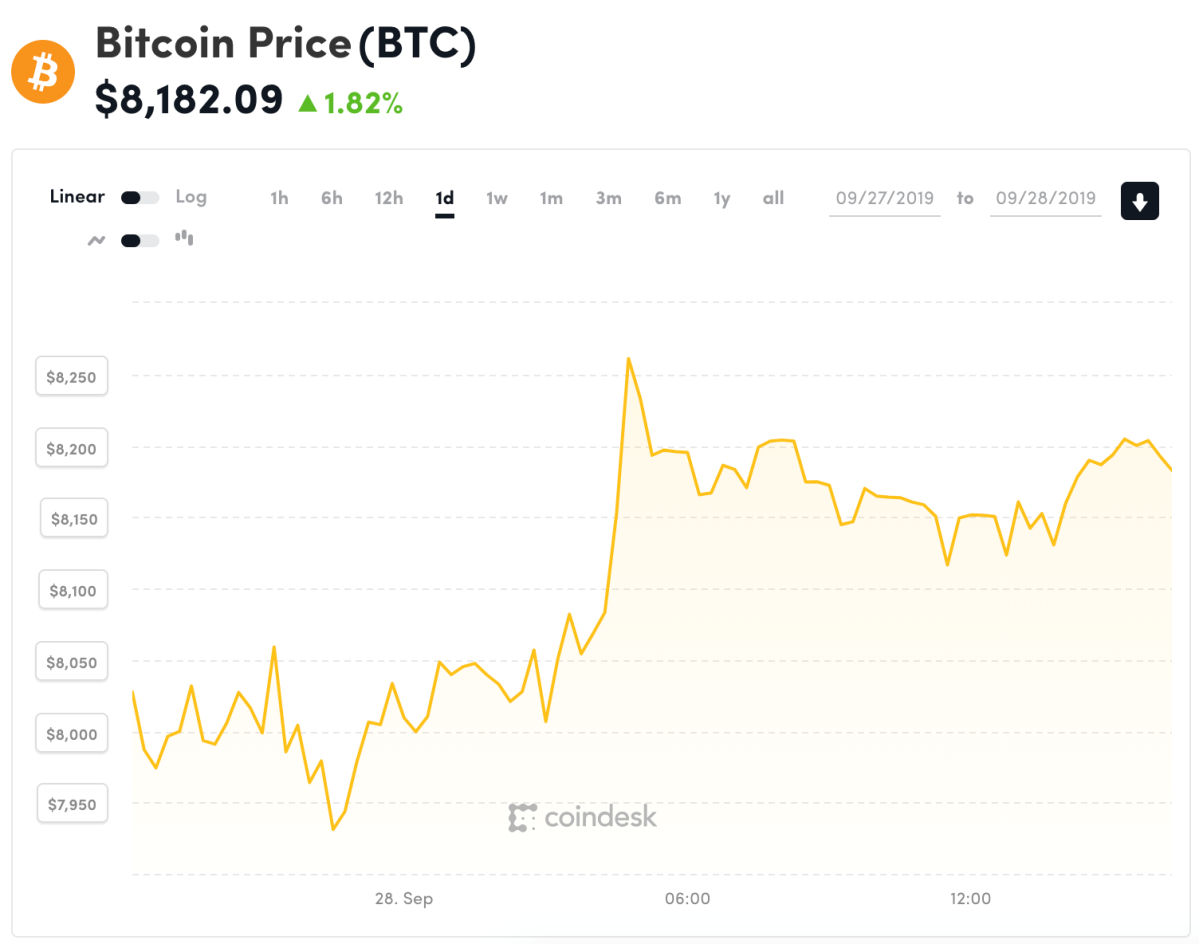 Bitcoin Price (BTC)
$8,182.09 ▲ 1.82%
Linear Log 1h 6h 12h 1d 1w 1m 3m 6m 1y all 09/27/2019 to 09/28/2019
$8,250
$8,200
$8,150
$8,100
$8,050
$8,000
$7,950
coindesk
28. Sep 06:00 12:00